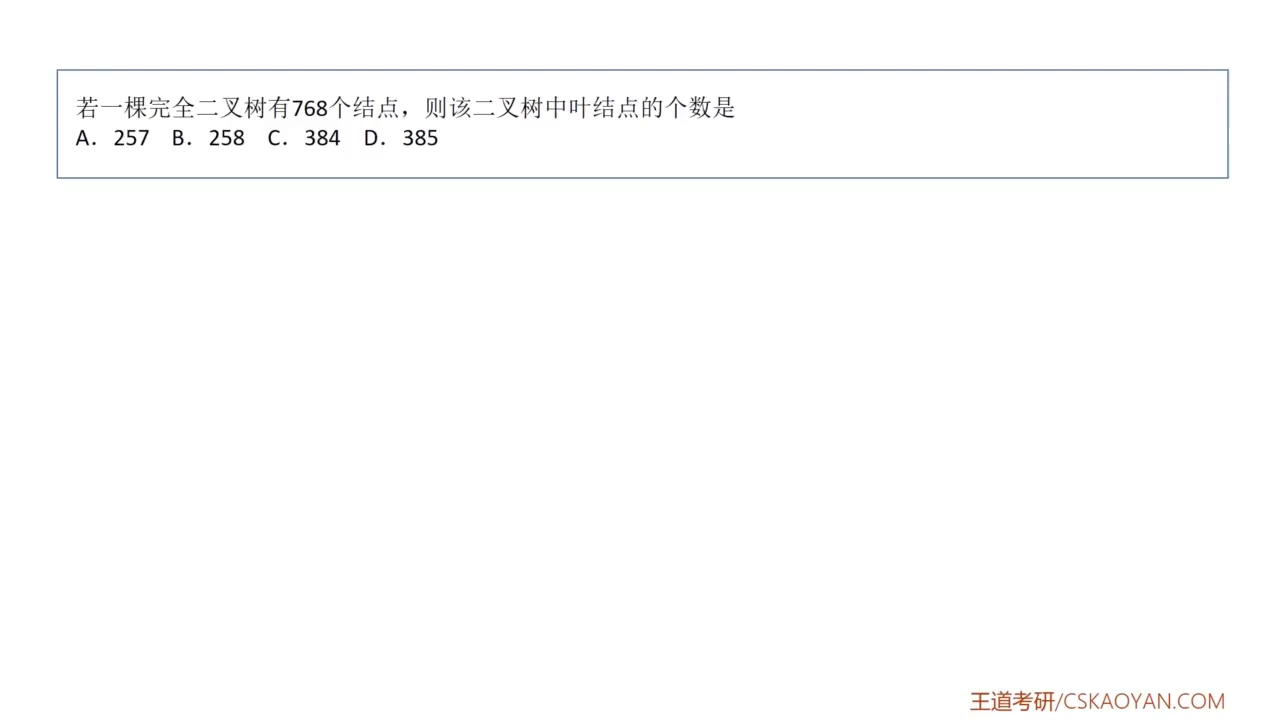 若一棵完全二叉树有768个结点，则该二叉树中叶结点的个数是
A．257 B．258 C．384 D．385
王道考研/CSKAOYAN.COM